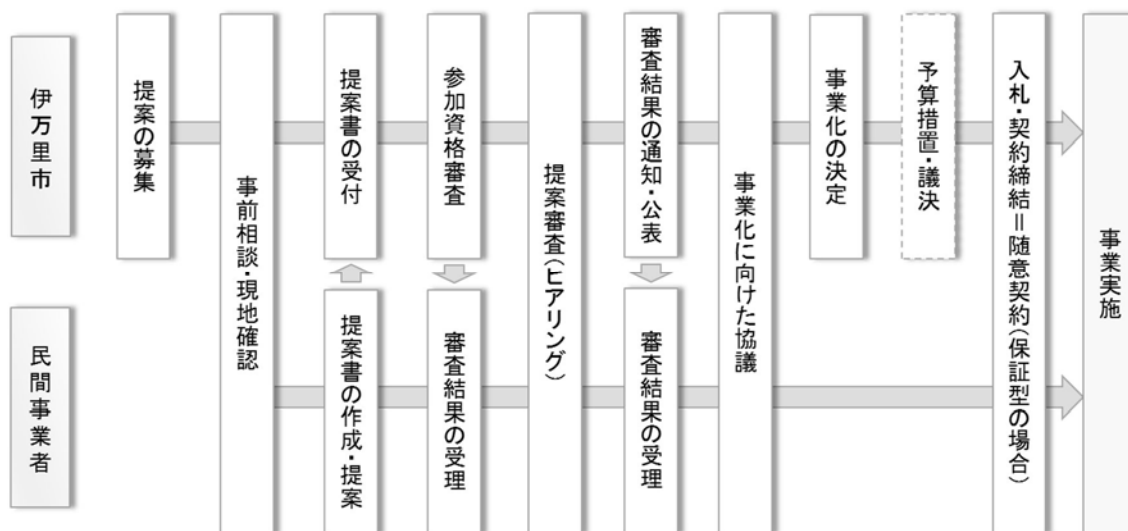 伊万里市
民間事業者
提案の募集
事前相談・現地確認
提案書の受付
提案書の作成・提案
参加資格審査
審査結果の受理
提案審査(ヒアリング)
審査結果の通知・公表
審査結果の受理
事業化に向けた協議
事業化の決定
予算措置・議決
入札・契約締結＝随意契約(保証型の場合)
事業実施